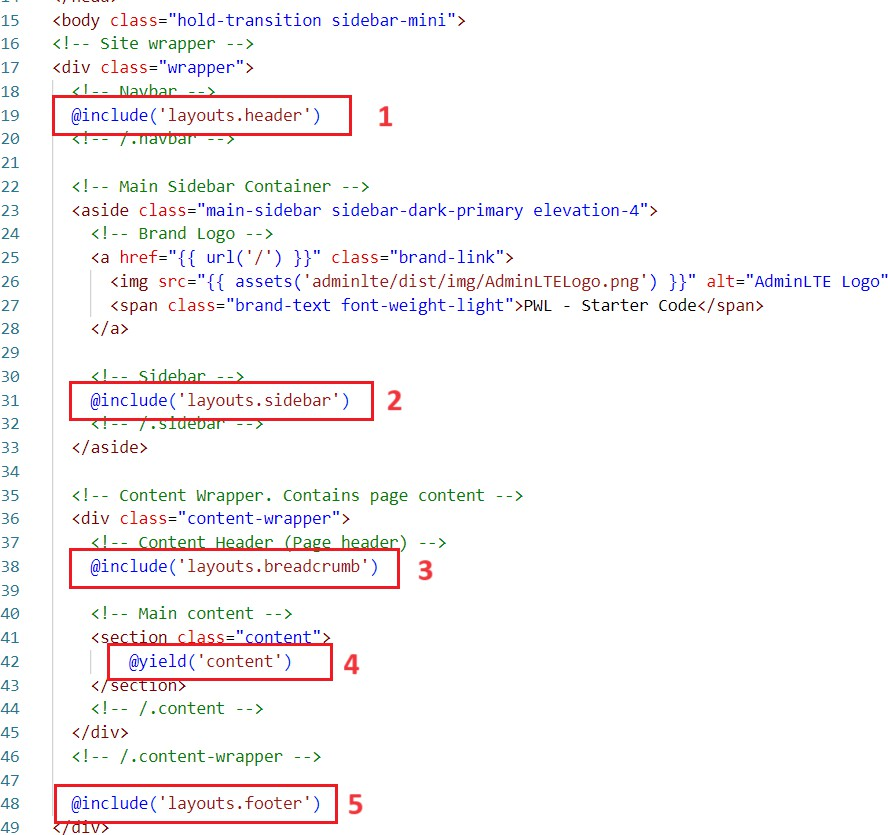 15 <body class="hold-transition sidebar-mini">
16 <!-- Site wrapper -->
17 <div class="wrapper">
18 <!-- Navbar -->
19 @include('layouts.header') 1
20 <!-- /.navbar -->
21
22 <!-- Main Sidebar Container -->
23 <aside class="main-sidebar sidebar-dark-primary elevation-4">
24 <!-- Brand Logo -->
25 <a href="{{ url('/') }}" class="brand-link">
26 <img src="{{ assets('adminlte/dist/img/AdminLTELogo.png') }}" alt="AdminLTE Logo"
27 <span class="brand-text font-weight-light">PWL - Starter Code</span>
28 </a>
29
30 <!-- Sidebar -->
31 @include('layouts.sidebar') 2
32 <!-- /.sidebar -->
33 </aside>
34
35 <!-- Content Wrapper. Contains page content -->
36 <div class="content-wrapper">
37 <!-- Content Header (Page header) -->
38 @include('layouts.breadcrumb') 3
39
40 <!-- Main content -->
41 <section class="content">
42 @yield('content') 4
43 </section>
44 <!-- /.content -->
45 </div>
46 <!-- /.content-wrapper -->
47
48 @include('layouts.footer') 5
49 </div>